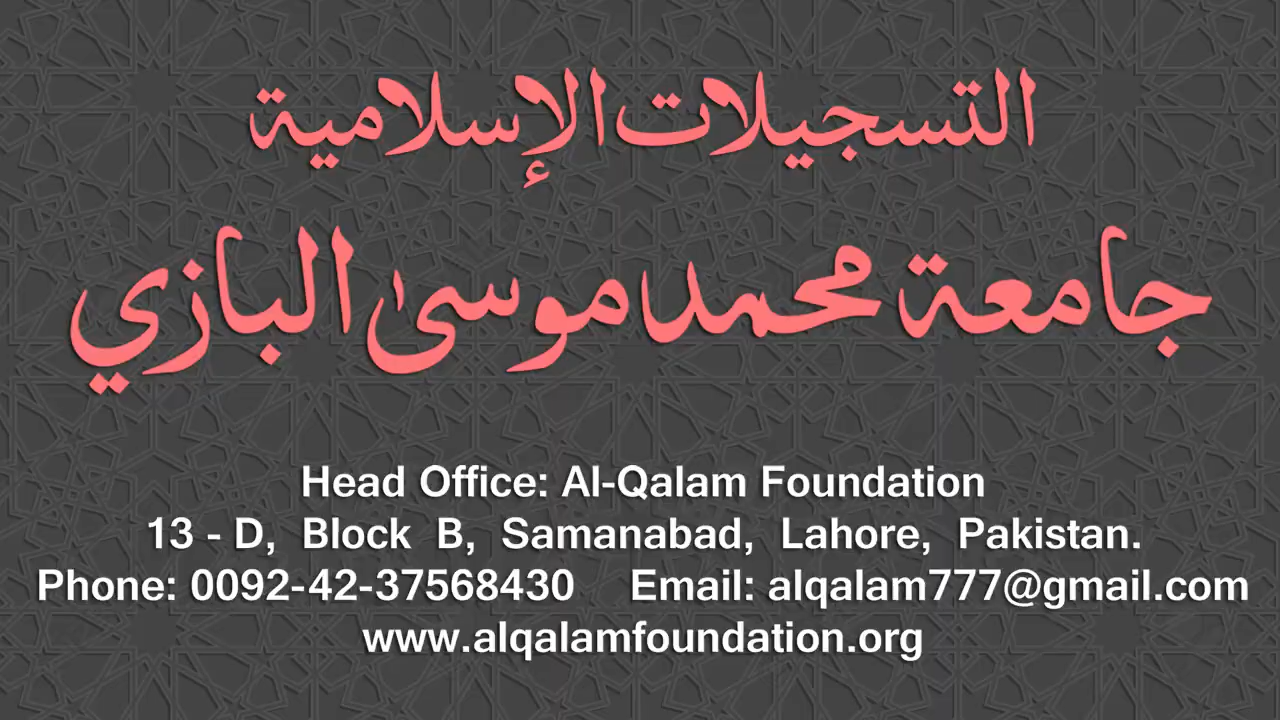 التسجيلات الإسلامية
جامعة محمد موسىٰ البازي
Head Office: Al-Qalam Foundation
13 - D, Block B, Samanabad, Lahore, Pakistan.
Phone: 0092-42-37568430 Email: alqalam777@gmail.com
www.alqalamfoundation.org